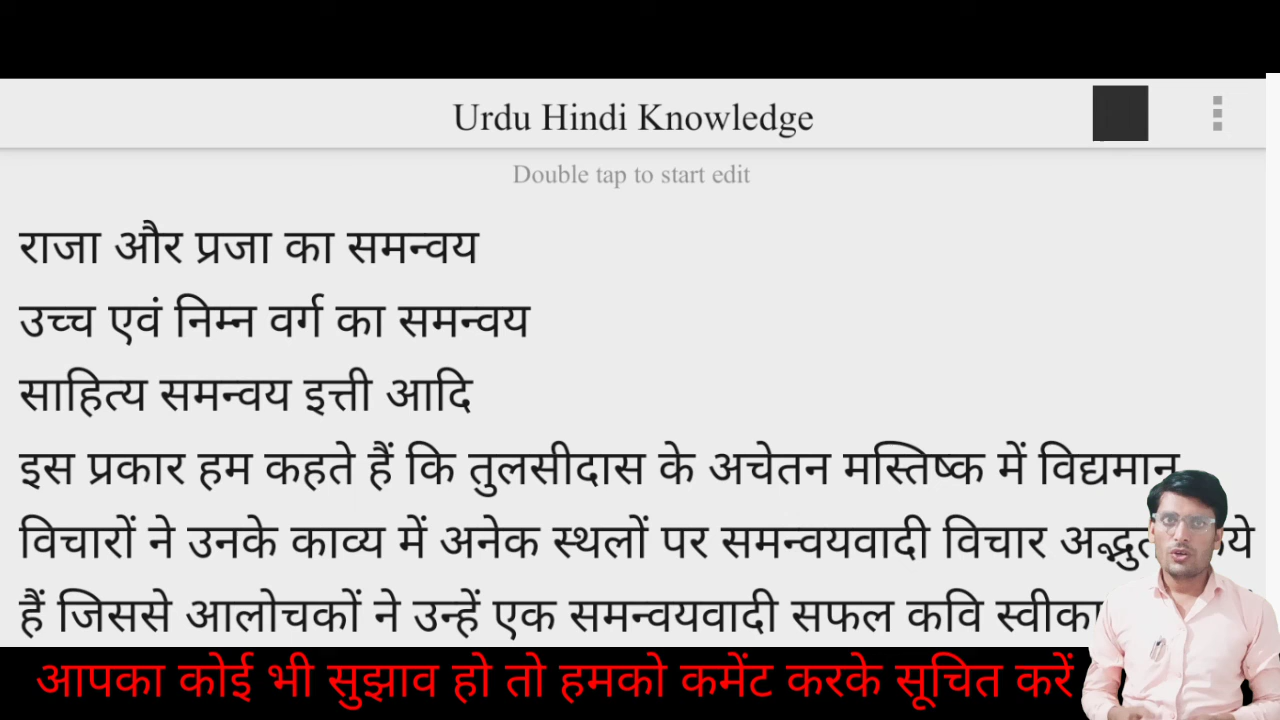 Urdu Hindi Knowledge
Double tap to start edit
राजा और प्रजा का समन्वय
उच्च एवं निम्न वर्ग का समन्वय
साहित्य समन्वय इत्ती आदि
इस प्रकार हम कहते हैं कि तुलसीदास के अचेतन मस्तिष्क में विद्यमान
विचारों ने उनके काव्य में अनेक स्थलों पर समन्वयवादी विचार
हैं जिससे आलोचकों ने उन्हें एक समन्वयवादी सफल कवि
आपका कोई भी सुझाव हो तो हमको कमेंट करके सूचित करें